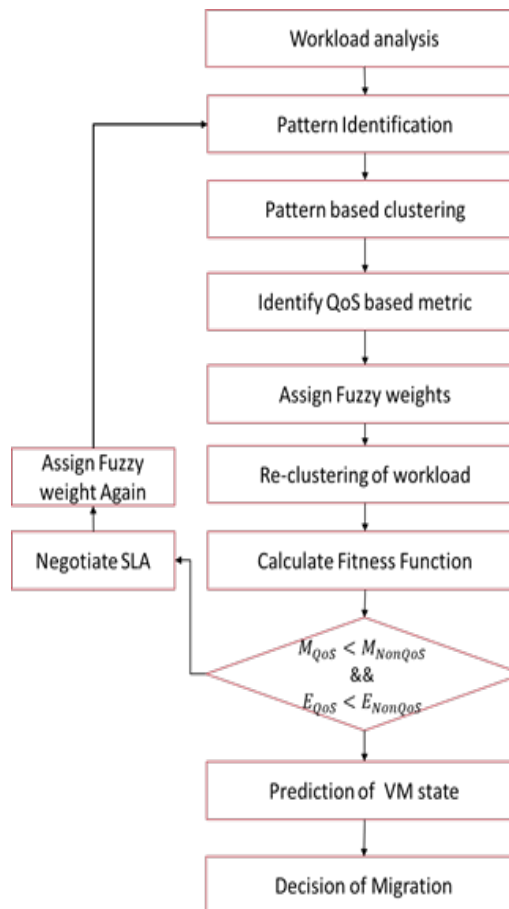 Workload analysis
Pattern Identification
Pattern based clustering
Identify QoS based metric
Assign Fuzzy weights
Assign Fuzzy
weight Again
Re-clustering of workload
Negotiate SLA
Calculate Fitness Function
M_QoS < M_NonQoS
&&
E_QoS < E_NonQoS
Prediction of VM state
Decision of Migration